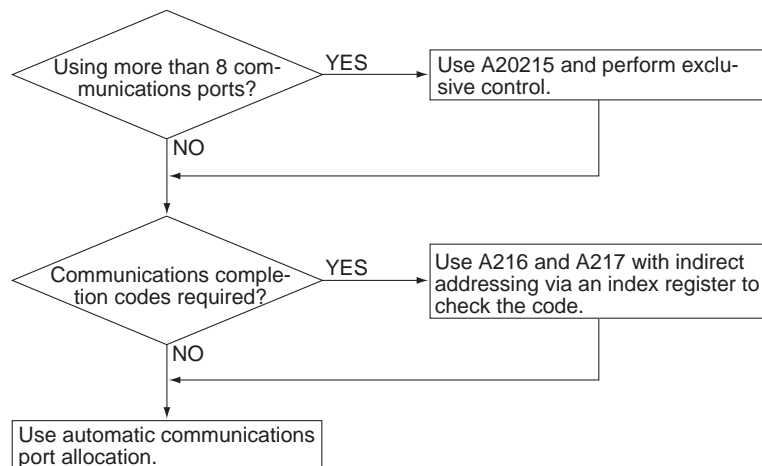 Using more than 8 com-
munications ports?
YES
Use A20215 and perform exclu-
sive control.
NO
Communications comple-
tion codes required?
YES
Use A216 and A217 with indirect
addressing via an index register to
check the code.
NO
Use automatic communications
port allocation.